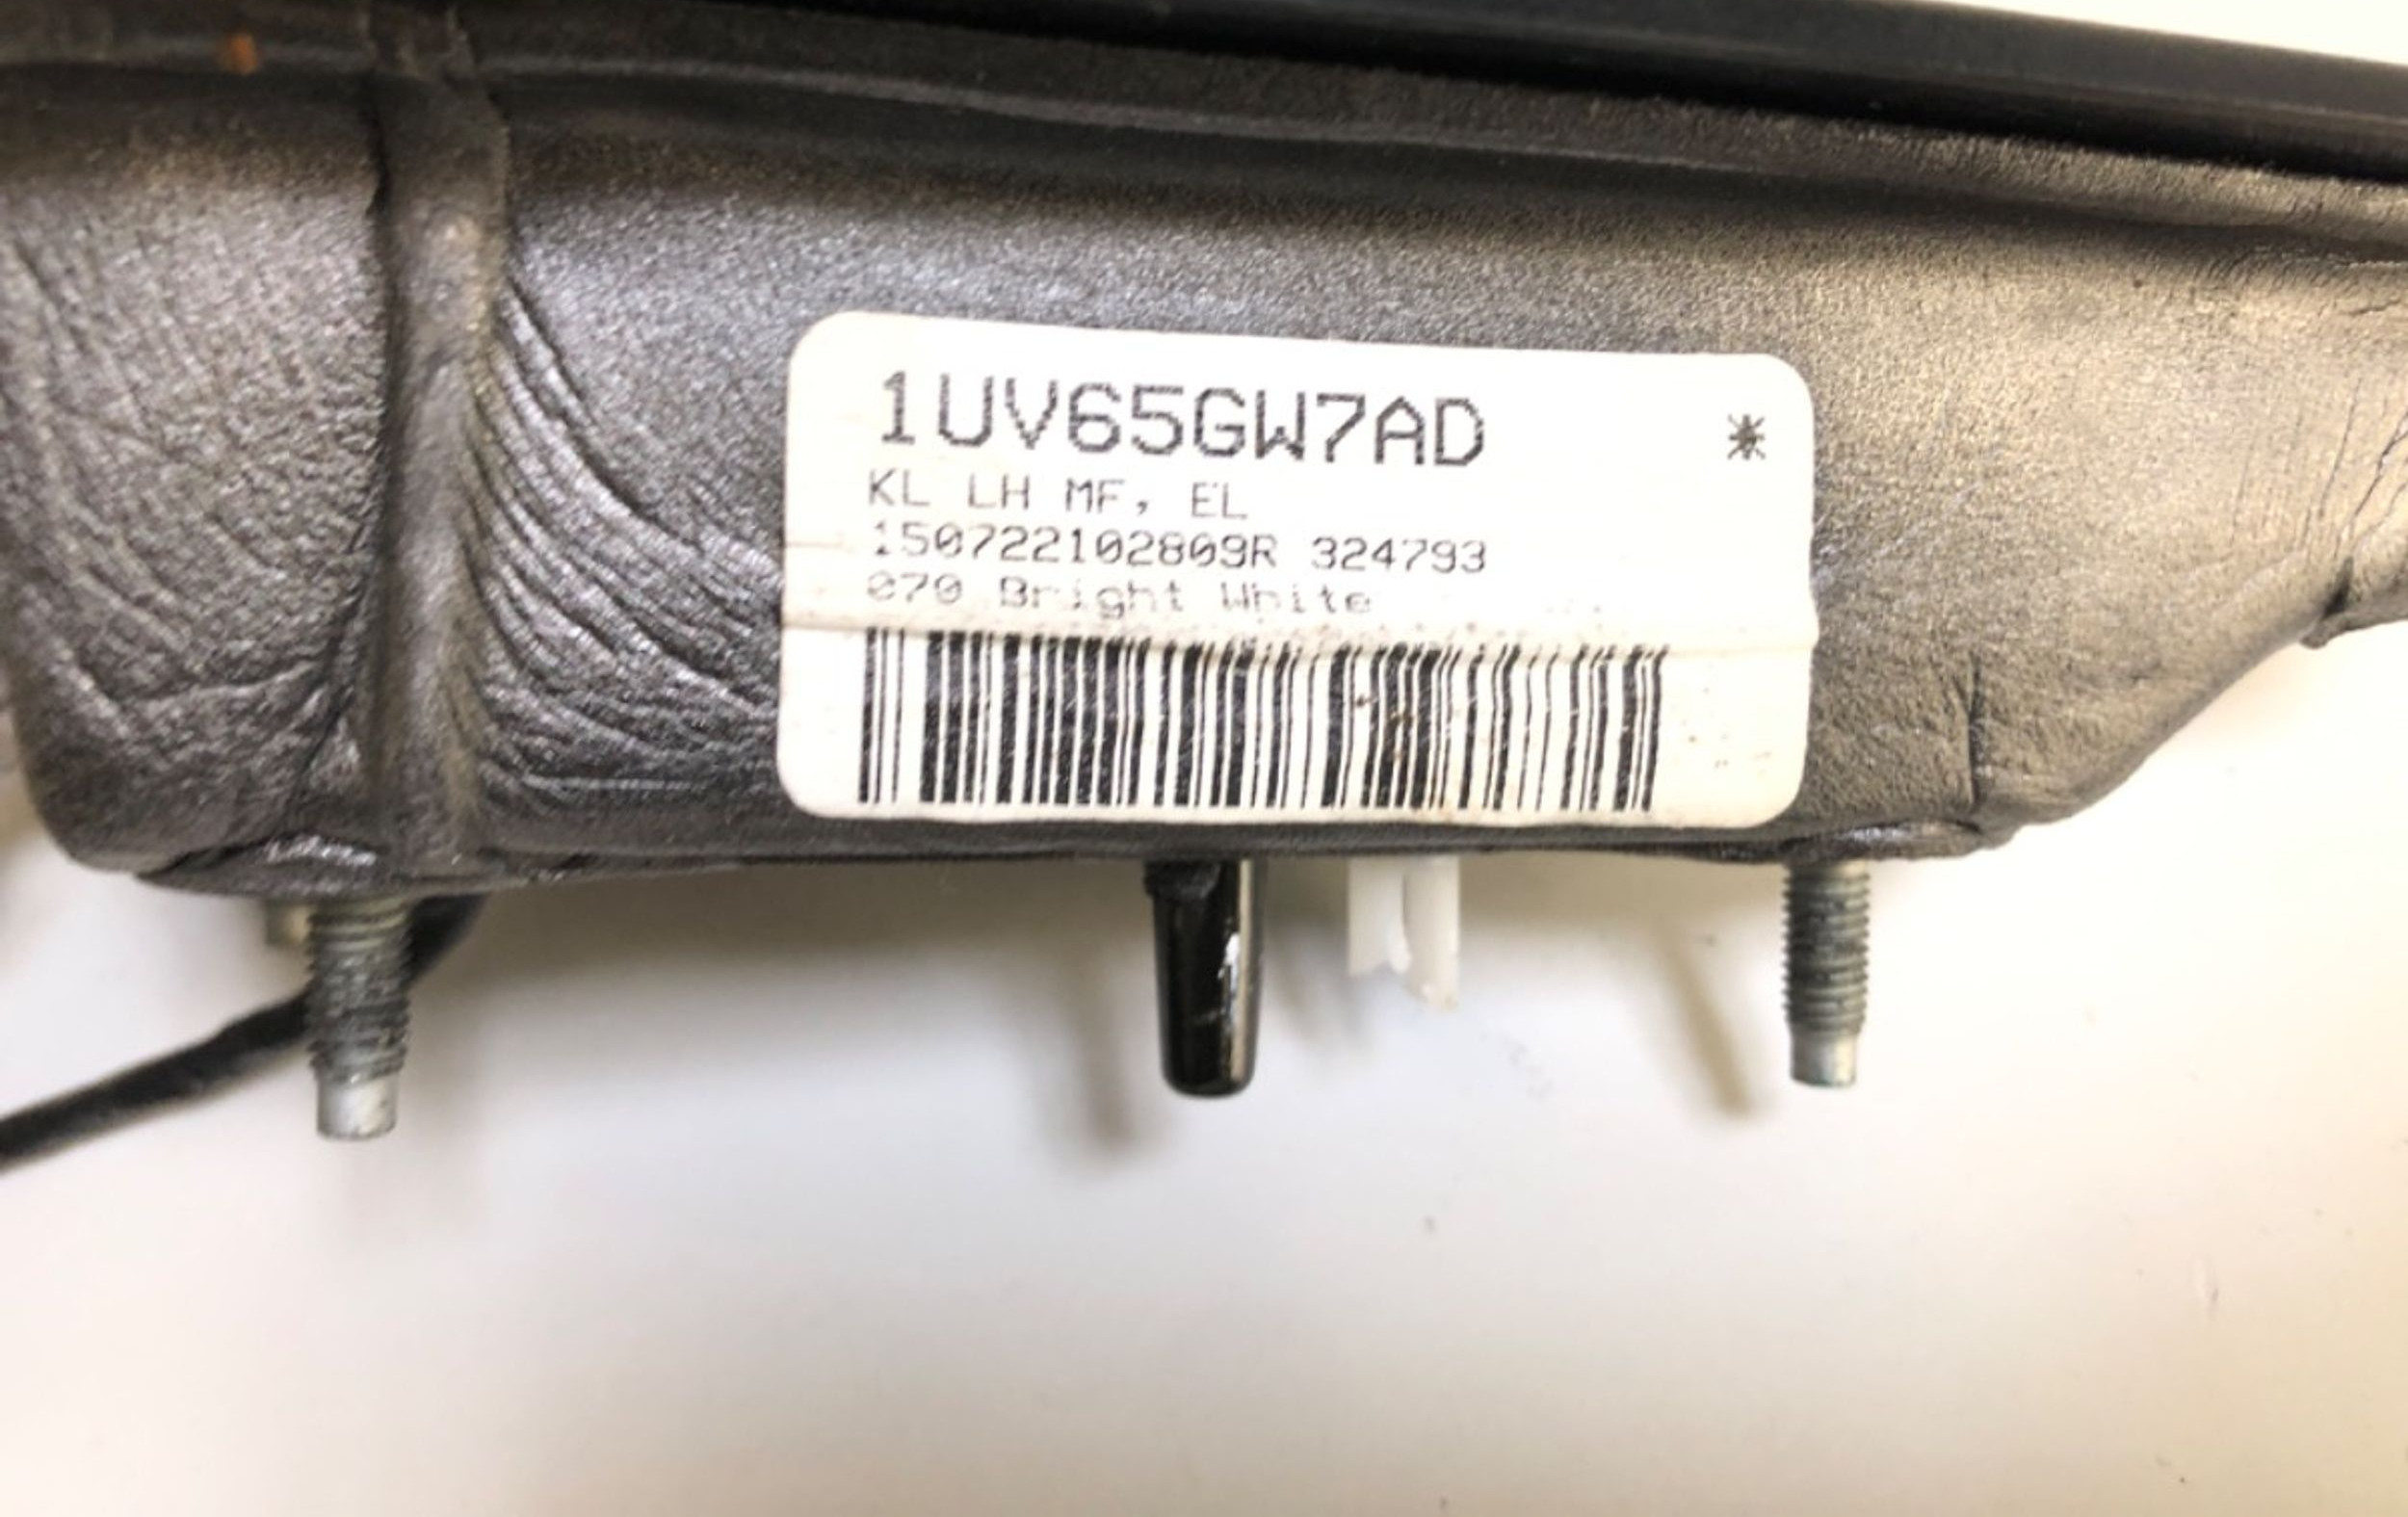 1UV65GW7AD *
KL LH MF, EL
150722102809R 324793
070 Bright White